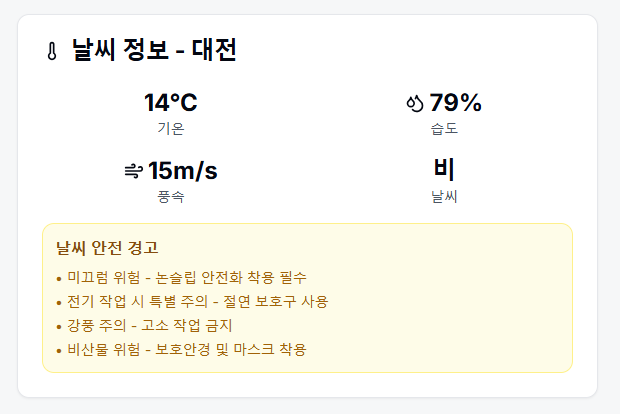 날씨 정보 - 대전
14°C
79%
기온
습도
15m/s
비
풍속
날씨
날씨 안전 경고
• 미끄럼 위험 - 논슬립 안전화 착용 필수
• 전기 작업 시 특별 주의 - 절연 보호구 사용
• 강풍 주의 - 고소 작업 금지
• 비산물 위험 - 보호안경 및 마스크 착용